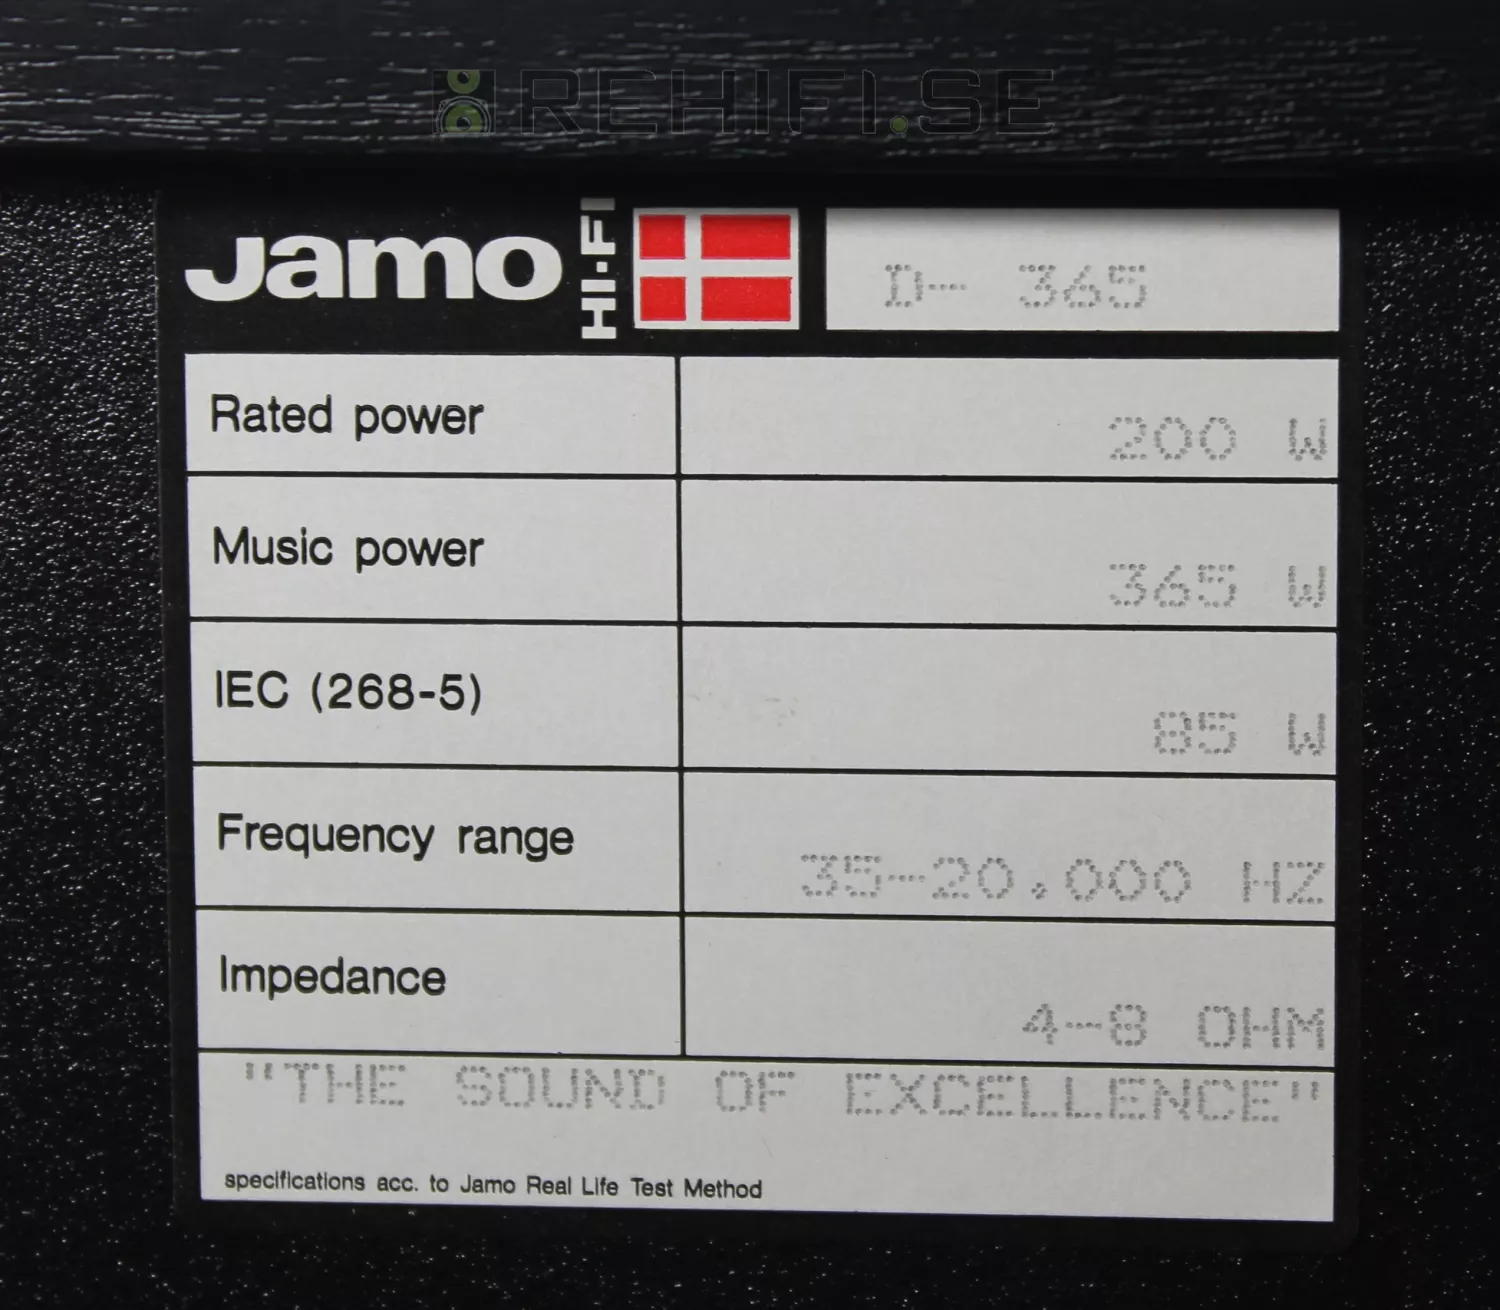 REHIFI.SE
Jamo HI-FI D- 365
Rated power 200 W
Music power 365 W
IEC (268-5) 85 W
Frequency range 35-20.000 HZ
Impedance 4-8 OHM
"THE SOUND OF EXCELLENCE"
specifications acc. to Jamo Real Life Test Method